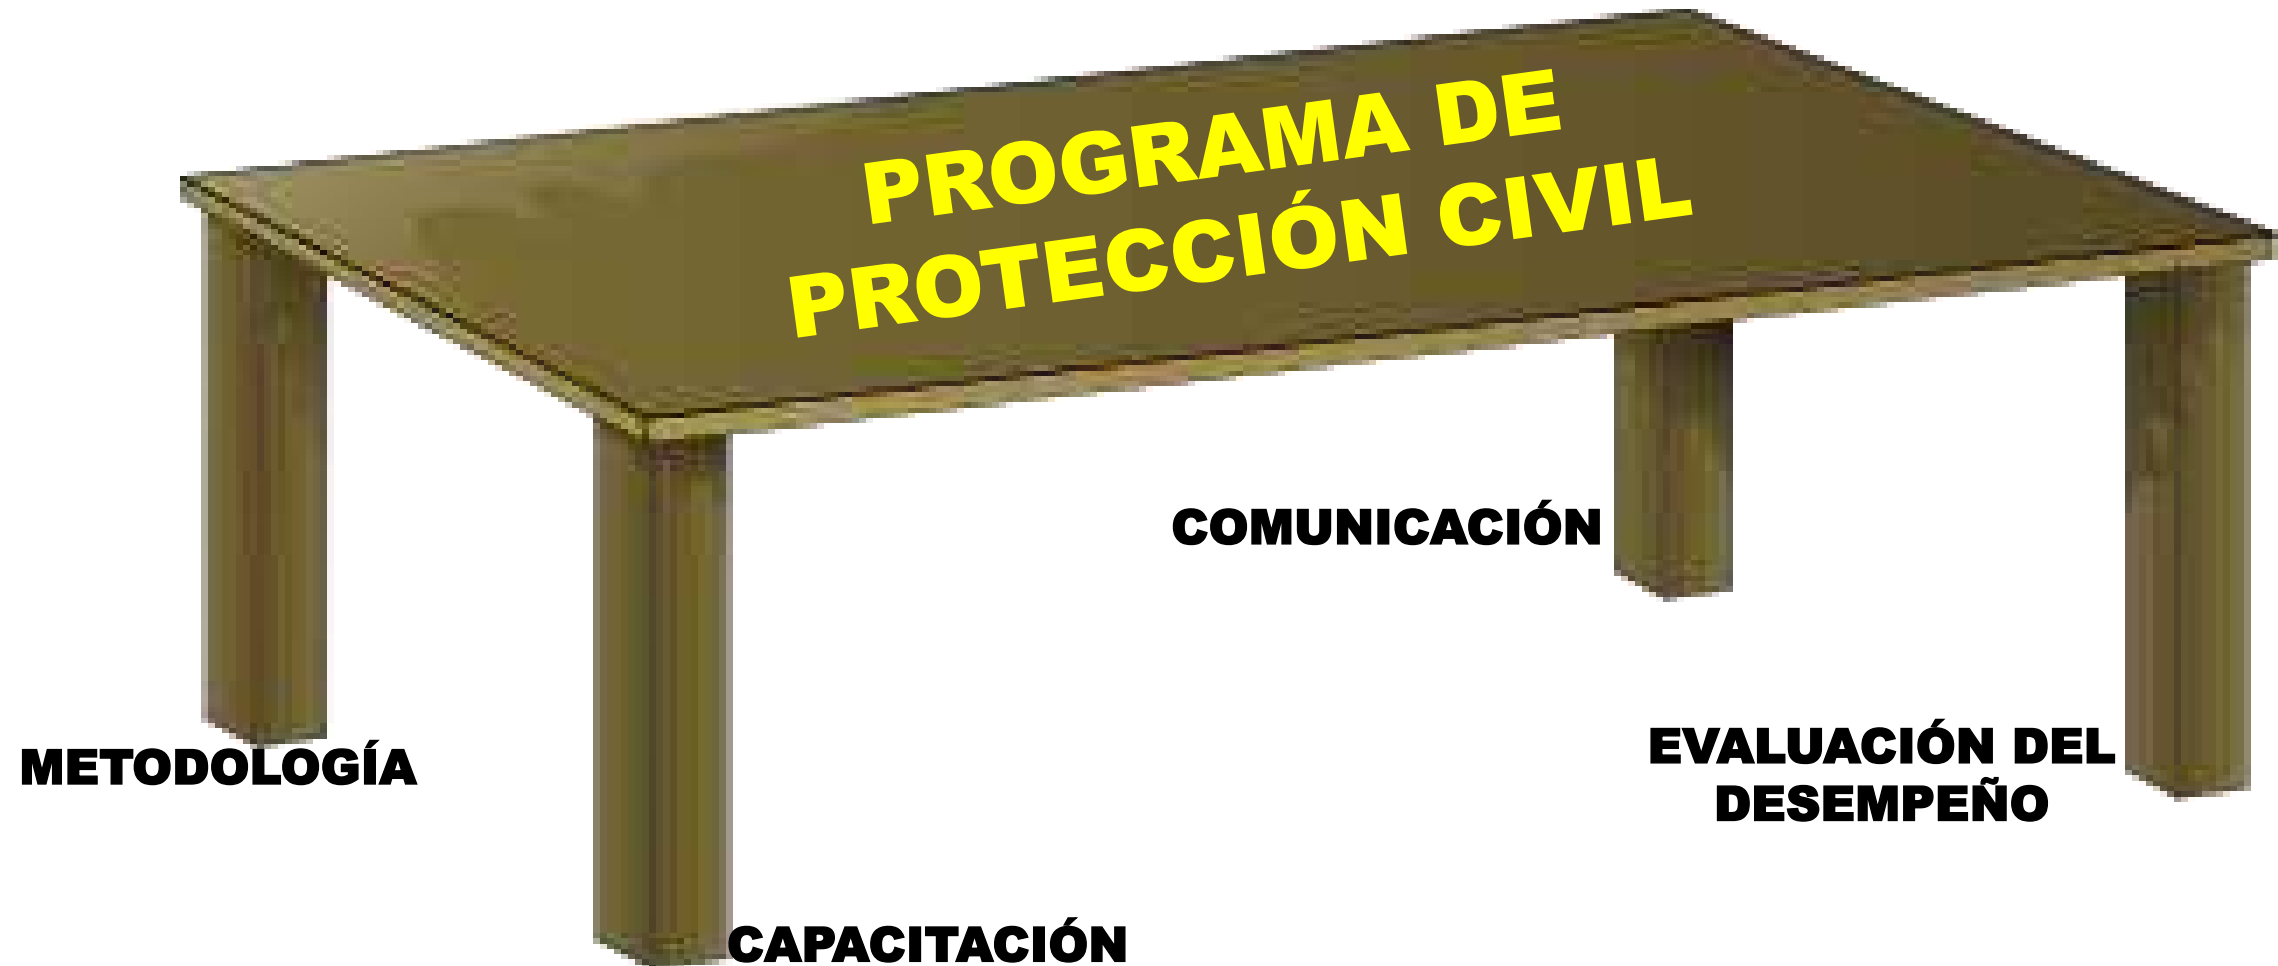 PROGRAMA DE
PROTECCIÓN CIVIL
COMUNICACIÓN
METODOLOGÍA
EVALUACIÓN DEL
DESEMPEÑO
CAPACITACIÓN